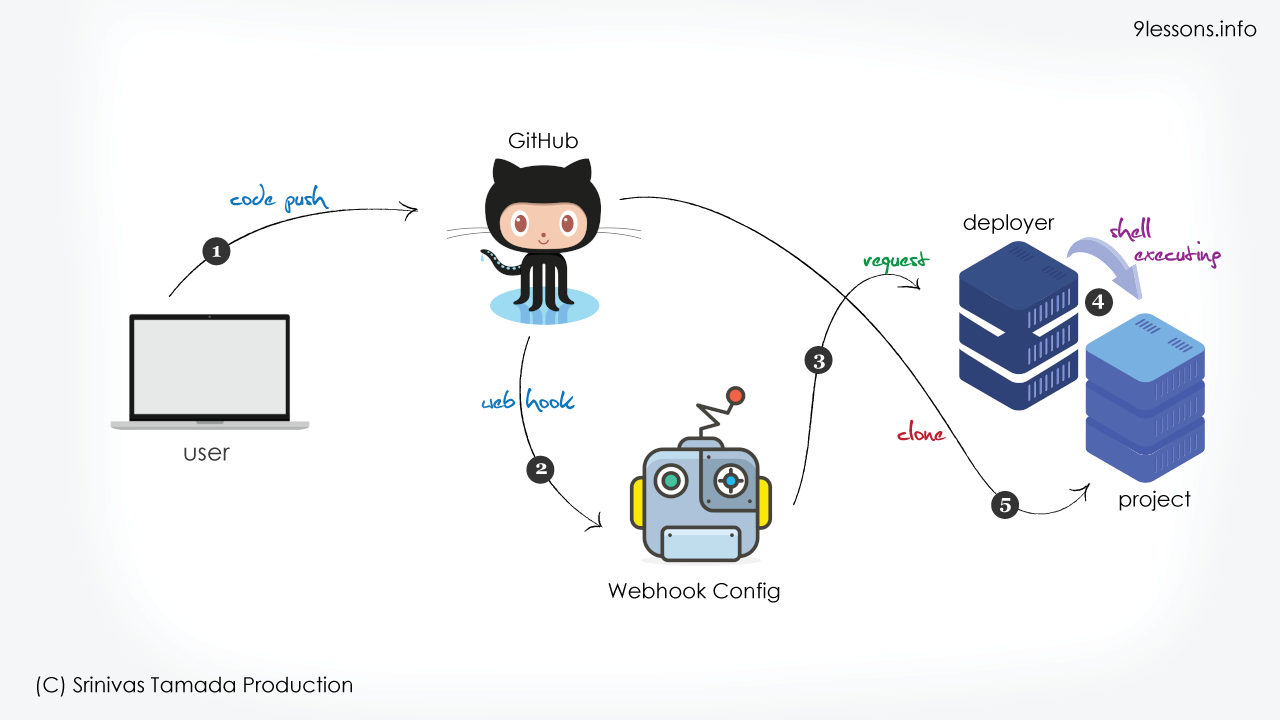 9lessons.info
GitHub
code push
1
deployer
shell
executing
request
4
3
web hook
clone
user
2
5
project
Webhook Config
(C) Srinivas Tamada Production